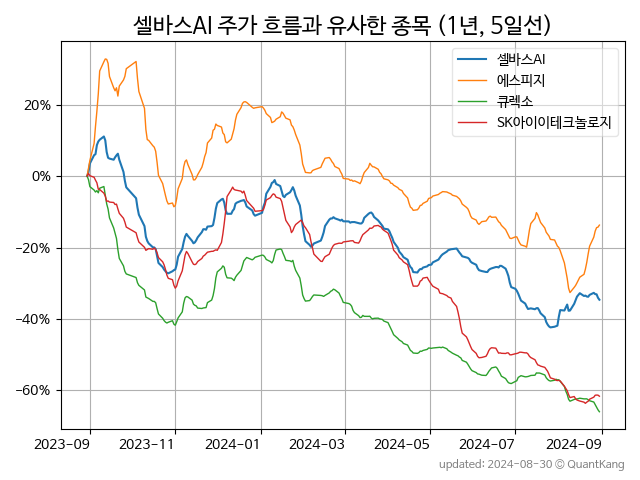 셀바스AI 주가 흐름과 유사한 종목 (1년, 5일선)
셀바스AI
에스피지
큐렉소
SK아이이테크놀로지
20%
0%
−20%
−40%
−60%
2023-09 2023-11 2024-01 2024-03 2024-05 2024-07 2024-09
updated: 2024-08-30 © QuantKang